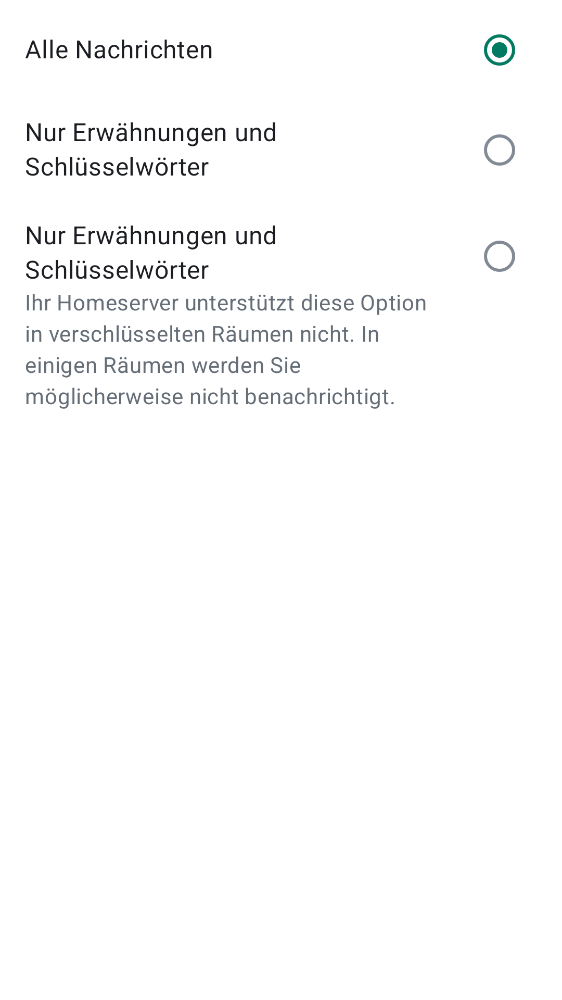 Alle Nachrichten
Nur Erwähnungen und
Schlüsselwörter
Nur Erwähnungen und
Schlüsselwörter
Ihr Homeserver unterstützt diese Option
in verschlüsselten Räumen nicht. In
einigen Räumen werden Sie
möglicherweise nicht benachrichtigt.